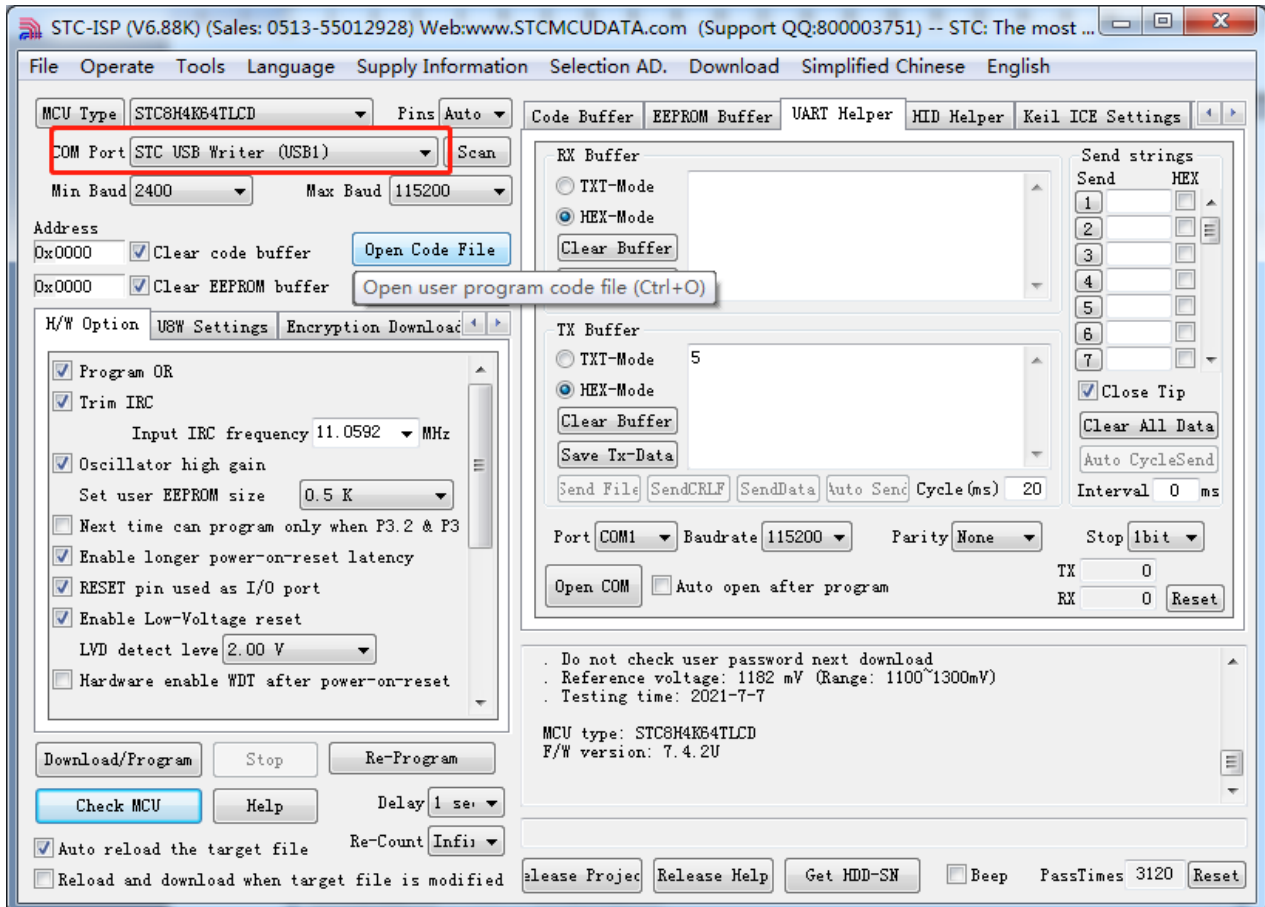 STC-ISP (V6.88K) (Sales: 0513-55012928) Web:www.STCMCUDATA.com (Support QQ:800003751) -- STC: The most ...
File Operate Tools Language Supply Information Selection AD. Download Simplified Chinese English
MCU Type STC8H4K64TLCD Pins Auto
COM Port STC USB Writer (USB1) Scan
Min Baud 2400 Max Baud 115200
Address
0x0000 Clear code buffer Open Code File
0x0000 Clear EEPROM buffer
Open user program code file (Ctrl+O)
H/W Option U8W Settings Encryption Download
Program OR
Trim IRC
Input IRC frequency 11.0592 MHz
Oscillator high gain
Set user EEPROM size 0.5 K
Next time can program only when P3.2 & P3
Enable longer power-on-reset latency
RESET pin used as I/O port
Enable Low-Voltage reset
LVD detect leve 2.00 V
Hardware enable WDT after power-on-reset
Download/Program Stop Re-Program
Check MCU Help Delay 1 se
Auto reload the target file Re-Count Infi
Reload and download when target file is modified
Code Buffer EEPROM Buffer UART Helper HID Helper Keil ICE Settings
RX Buffer
TXT-Mode
HEX-Mode
Clear Buffer
TX Buffer
TXT-Mode 5
HEX-Mode
Clear Buffer
Save Tx-Data
Send File SendCRLF SendData Auto Send Cycle(ms) 20
Send strings
Send HEX
1
2
3
4
5
6
7
Close Tip
Clear All Data
Auto CycleSend
Interval 0 ms
Port COM1 Baudrate 115200 Parity None Stop 1bit
Open COM Auto open after program
TX 0
RX 0 Reset
. Do not check user password next download
. Reference voltage: 1182 mV (Range: 1100~1300mV)
. Testing time: 2021-7-7
MCU type: STC8H4K64TLCD
F/W version: 7.4.2U
elease Projec Release Help Get HDD-SN Beep PassTimes 3120 Reset